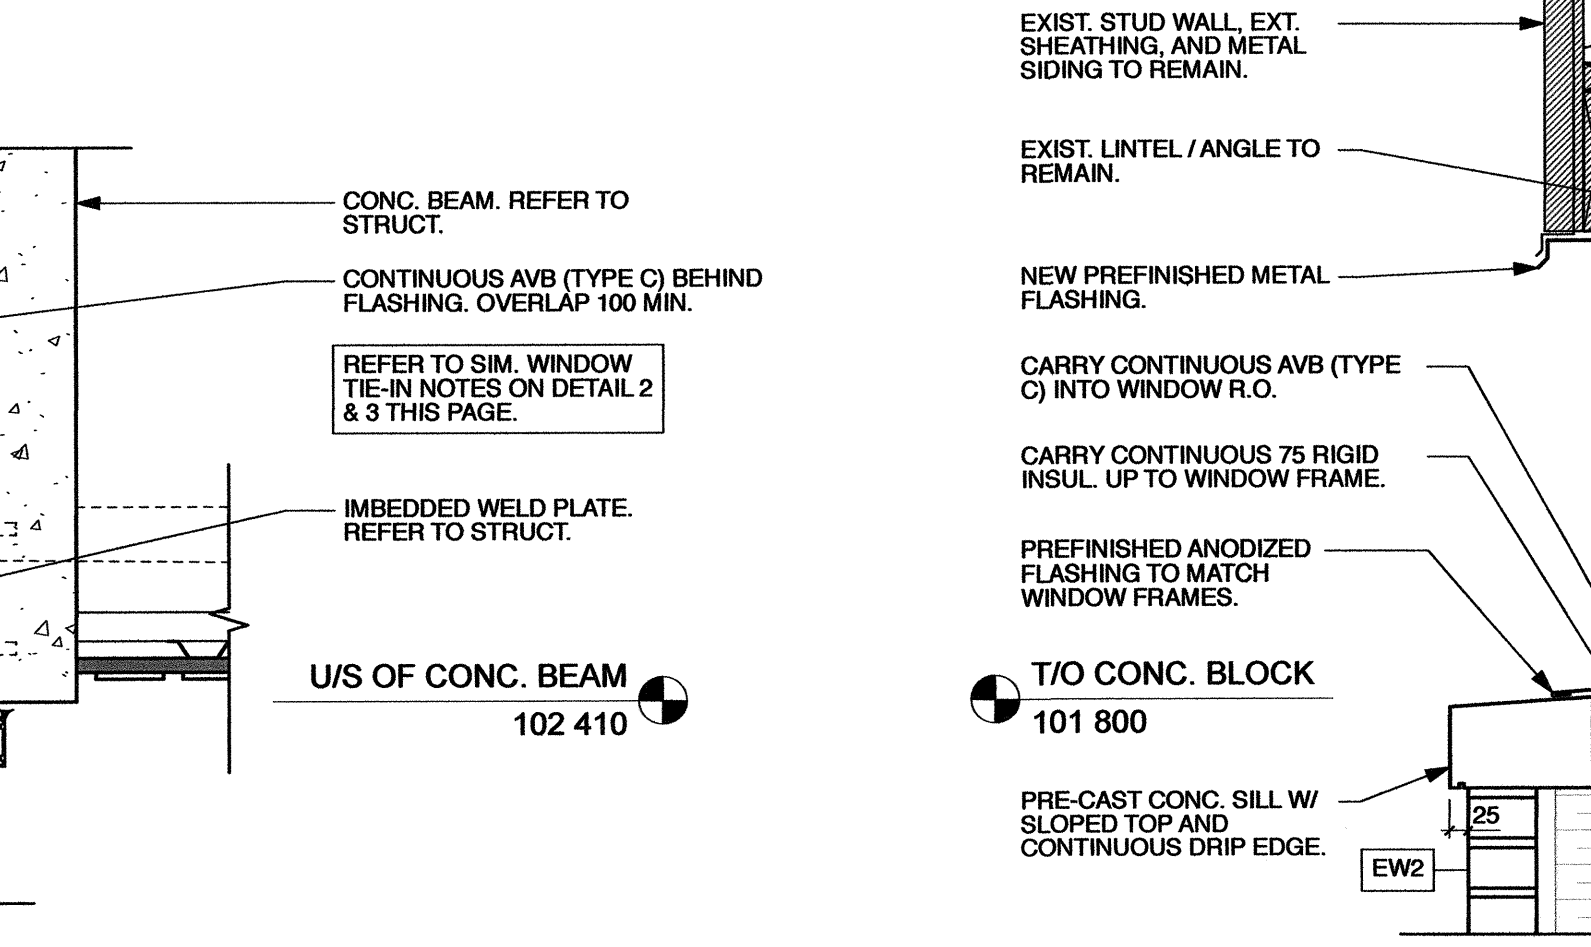 CONC. BEAM. REFER TO
STRUCT.
CONTINUOUS AVB (TYPE C) BEHIND
FLASHING. OVERLAP 100 MIN.
REFER TO SIM. WINDOW
TIE-IN NOTES ON DETAIL 2
& 3 THIS PAGE.
IMBEDDED WELD PLATE.
REFER TO STRUCT.
U/S OF CONC. BEAM
102 410
EXIST. STUD WALL, EXT.
SHEATHING, AND METAL
SIDING TO REMAIN.
EXIST. LINTEL / ANGLE TO
REMAIN.
NEW PREFINISHED METAL
FLASHING.
CARRY CONTINUOUS AVB (TYPE
C) INTO WINDOW R.O.
CARRY CONTINUOUS 75 RIGID
INSUL. UP TO WINDOW FRAME.
PREFINISHED ANODIZED
FLASHING TO MATCH
WINDOW FRAMES.
T/O CONC. BLOCK
101 800
PRE-CAST CONC. SILL W/
SLOPED TOP AND
CONTINUOUS DRIP EDGE.
25
EW2